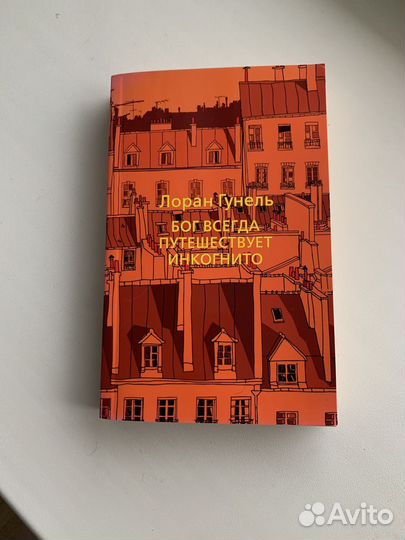 Лоран Гунель
БОГ ВСЕГДА
ПУТЕШЕСТВУЕТ
ИНКОГНИТО
Avito